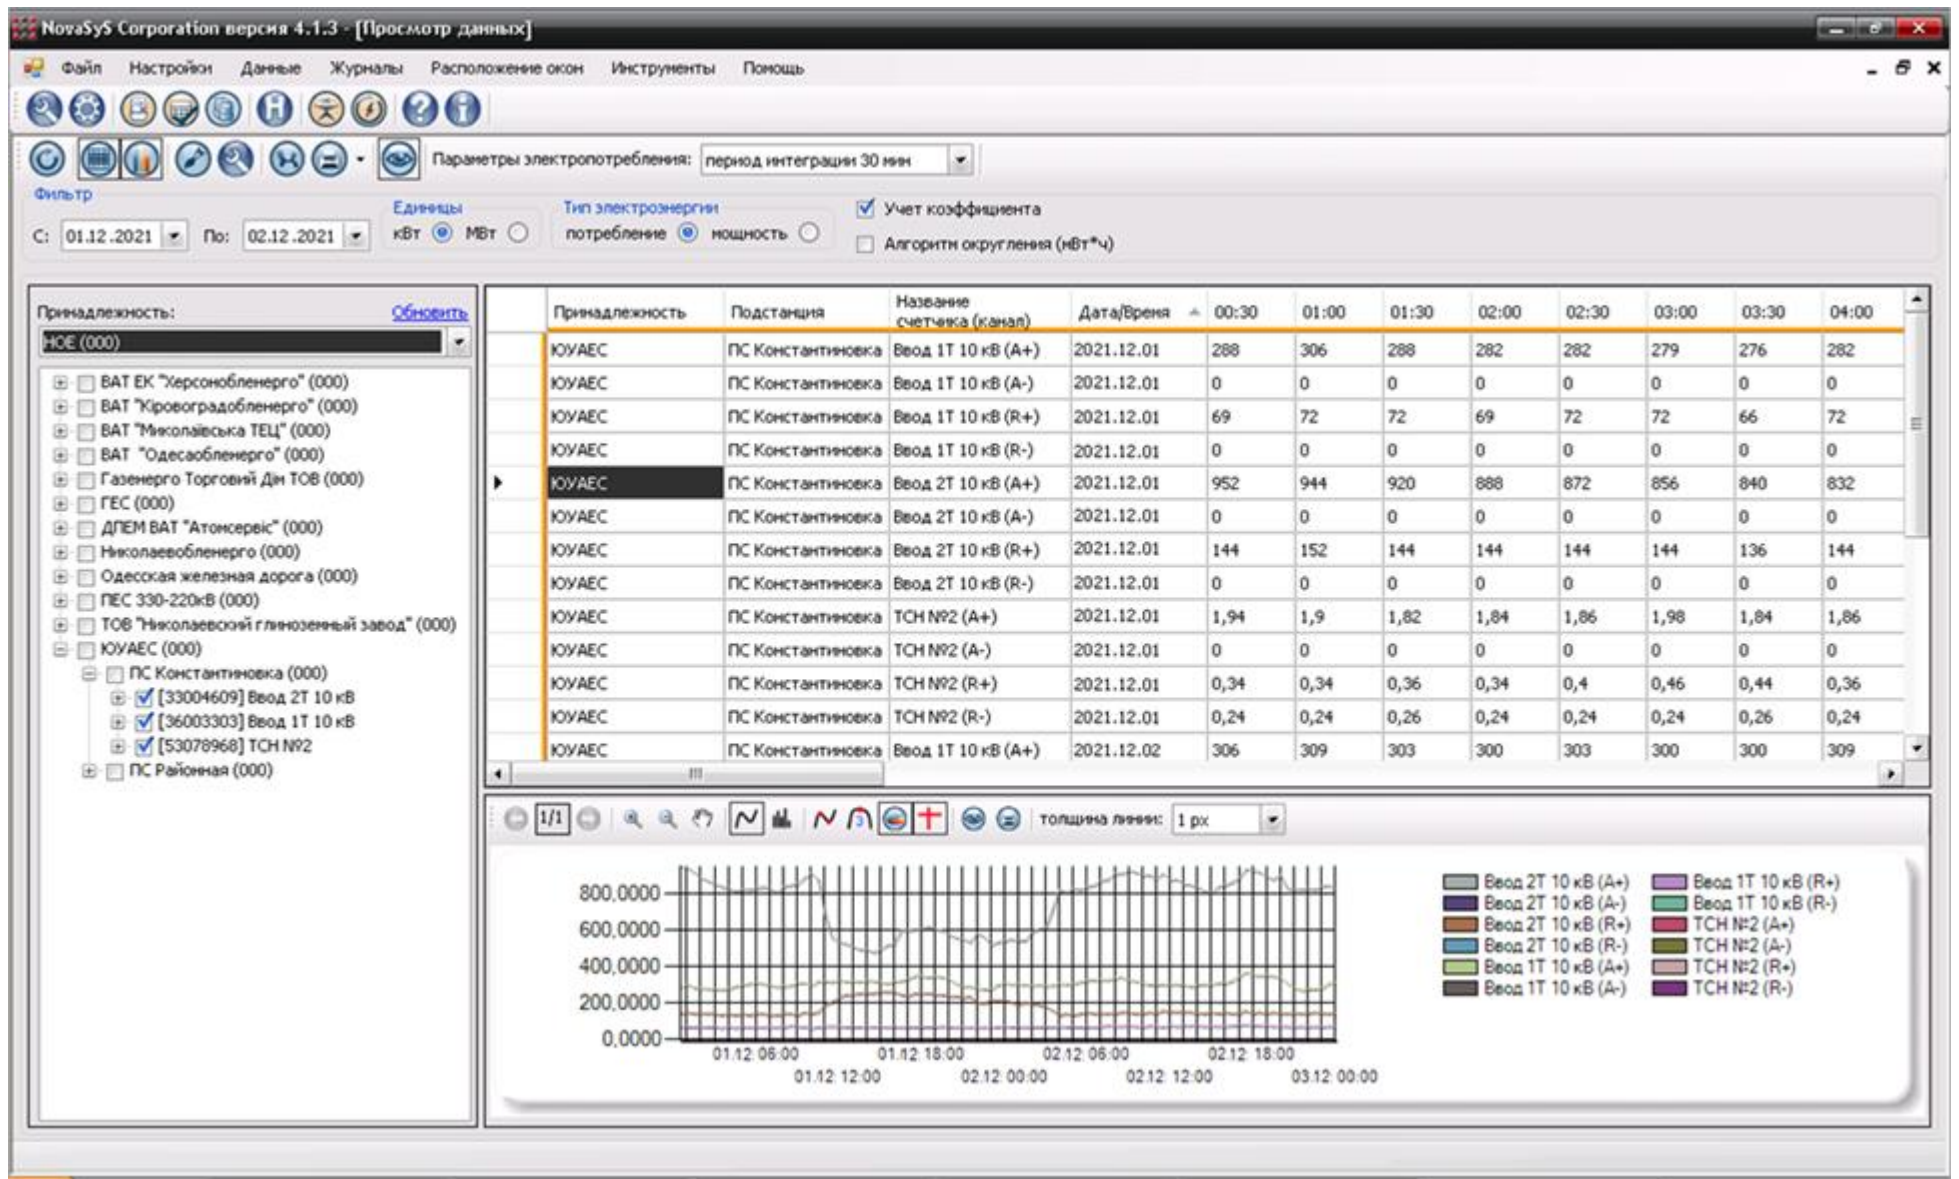 NovaSyS Corporation версия 4.1.3 - [Просмотр данных]
Файл Настройки Данные Журналы Расположение окон Инструменты Помощь
Параметры электропотребления: период интеграции 30 мин
Фильтр
С: 01.12.2021 По: 02.12.2021
Единицы
кВт МВт
Тип электроэнергии
потребление мощность
Учет коэффициента
Алгоритм округления (мВт*ч)
Принадлежность: Обновить
НОЕ (000)
ВАТ ЕК "Херсонобленерго" (000)
ВАТ "Кіровоградобленерго" (000)
ВАТ "Миколаївська ТЕЦ" (000)
ВАТ "Одесаобленерго" (000)
Газенерго Торговий Дім ТОВ (000)
ГЕС (000)
ДПЕМ ВАТ "Атомсервіс" (000)
Николаевобленерго (000)
Одесская железная дорога (000)
ПЕС 330-220кВ (000)
ТОВ "Николаевский глиноземный завод" (000)
ЮУАЕС (000)
ПС Константиновка (000)
[33004609] Ввод 2Т 10 кВ
[36003303] Ввод 1Т 10 кВ
[53078968] ТСН №2
ПС Районная (000)
Принадлежность Подстанция Название счетчика (канал) Дата/Время 00:30 01:00 01:30 02:00 02:30 03:00 03:30 04:00
ЮУАЕС ПС Константиновка Ввод 1Т 10 кВ (A+) 2021.12.01 288 306 288 282 282 279 276 282
ЮУАЕС ПС Константиновка Ввод 1Т 10 кВ (A-) 2021.12.01 0 0 0 0 0 0 0 0
ЮУАЕС ПС Константиновка Ввод 1Т 10 кВ (R+) 2021.12.01 69 72 72 69 72 72 66 72
ЮУАЕС ПС Константиновка Ввод 1Т 10 кВ (R-) 2021.12.01 0 0 0 0 0 0 0 0
ЮУАЕС ПС Константиновка Ввод 2Т 10 кВ (A+) 2021.12.01 952 944 920 888 872 856 840 832
ЮУАЕС ПС Константиновка Ввод 2Т 10 кВ (A-) 2021.12.01 0 0 0 0 0 0 0 0
ЮУАЕС ПС Константиновка Ввод 2Т 10 кВ (R+) 2021.12.01 144 152 144 144 144 144 136 144
ЮУАЕС ПС Константиновка Ввод 2Т 10 кВ (R-) 2021.12.01 0 0 0 0 0 0 0 0
ЮУАЕС ПС Константиновка ТСН №2 (A+) 2021.12.01 1,94 1,9 1,82 1,84 1,86 1,98 1,84 1,86
ЮУАЕС ПС Константиновка ТСН №2 (A-) 2021.12.01 0 0 0 0 0 0 0 0
ЮУАЕС ПС Константиновка ТСН №2 (R+) 2021.12.01 0,34 0,34 0,36 0,34 0,4 0,46 0,44 0,36
ЮУАЕС ПС Константиновка ТСН №2 (R-) 2021.12.01 0,24 0,24 0,26 0,24 0,24 0,24 0,26 0,24
ЮУАЕС ПС Константиновка Ввод 1Т 10 кВ (A+) 2021.12.02 306 309 303 300 303 300 300 309
1/1 толщина линии: 1 px
800,0000
600,0000
400,0000
200,0000
0,0000
01.12 06:00 01.12 18:00 02.12 06:00 02.12 18:00
01.12 12:00 02.12 00:00 02.12 12:00 03.12 00:00
Ввод 2Т 10 кВ (A+) Ввод 1Т 10 кВ (R+)
Ввод 2Т 10 кВ (A-) Ввод 1Т 10 кВ (R-)
Ввод 2Т 10 кВ (R+) ТСН №2 (A+)
Ввод 2Т 10 кВ (R-) ТСН №2 (A-)
Ввод 1Т 10 кВ (A+) ТСН №2 (R+)
Ввод 1Т 10 кВ (A-) ТСН №2 (R-)